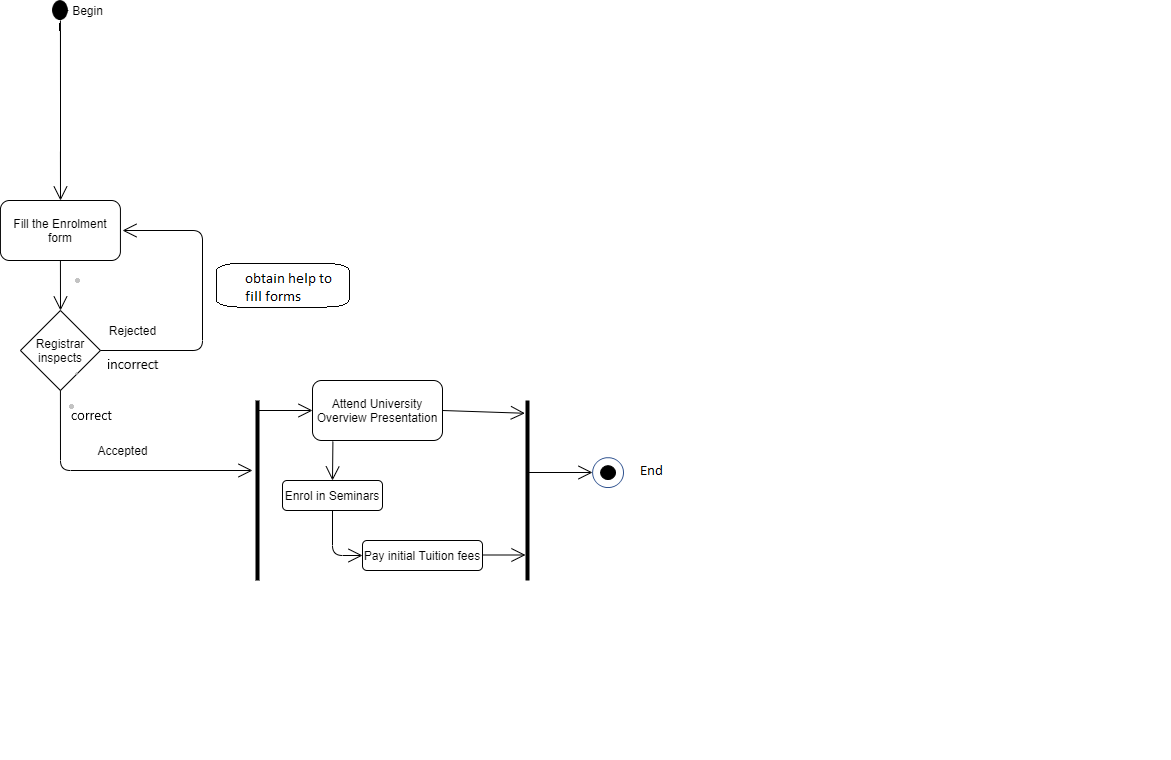 Begin
Fill the Enrolment
form
obtain help to
fill forms
Rejected
Registrar
inspects
incorrect
correct
Accepted
Attend University
Overview Presentation
Enrol in Seminars
Pay initial Tuition fees
End